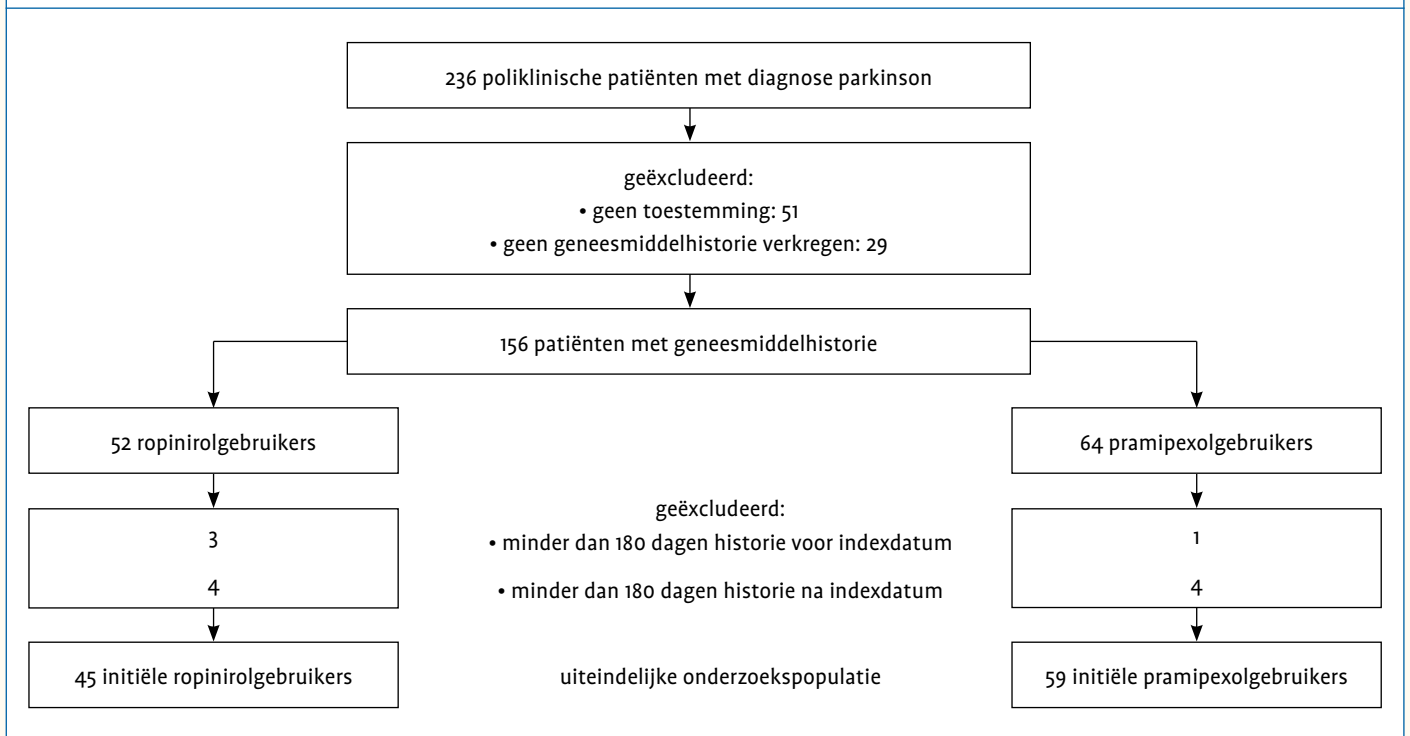 236 poliklinische patiënten met diagnose parkinson
geëxcludeerd:
• geen toestemming: 51
• geen geneesmiddelhistorie verkregen: 29
156 patiënten met geneesmiddelhistorie
52 ropinirolgebruikers
64 pramipexolgebruikers
geëxcludeerd:
3
• minder dan 180 dagen historie voor indexdatum
1
4
• minder dan 180 dagen historie na indexdatum
4
45 initiële ropinirolgebruikers
uiteindelijke onderzoekspopulatie
59 initiële pramipexolgebruikers